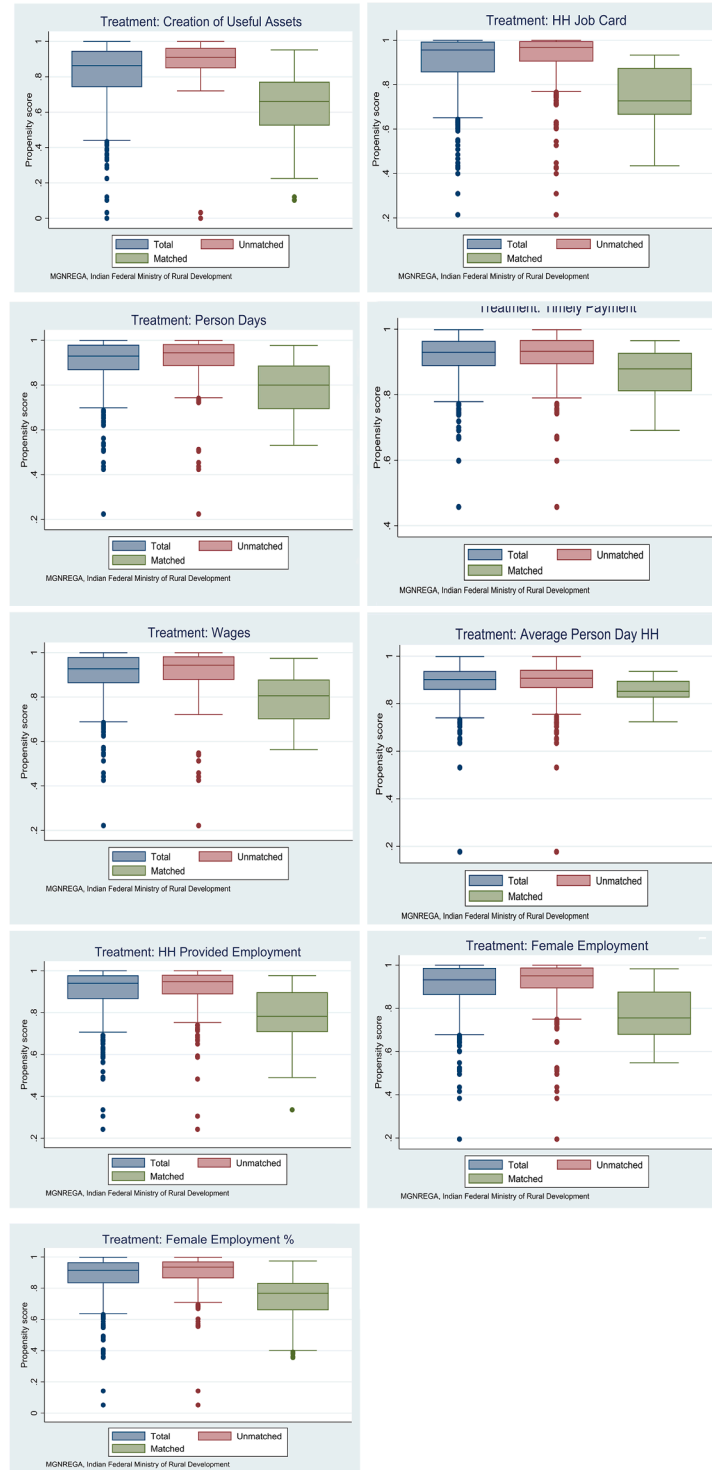 Treatment: Creation of Useful Assets
Propensity score
0 .2 .4 .6 .8 1
Total Unmatched
Matched
MGNREGA, Indian Federal Ministry of Rural Development
Treatment: HH Job Card
Propensity score
.2 .4 .6 .8 1
Total Unmatched
Matched
MGNREGA, Indian Federal Ministry of Rural Development
Treatment: Person Days
Propensity score
.2 .4 .6 .8 1
Total Unmatched
Matched
MGNREGA, Indian Federal Ministry of Rural Development
Treatment: Timely Payment
Propensity score
.4 .6 .8 1
Total Unmatched
Matched
MGNREGA, Indian Federal Ministry of Rural Development
Treatment: Wages
Propensity score
.2 .4 .6 .8 1
Total Unmatched
Matched
MGNREGA, Indian Federal Ministry of Rural Development
Treatment: Average Person Day HH
Propensity score
.2 .4 .6 .8 1
Total Unmatched
Matched
MGNREGA, Indian Federal Ministry of Rural Development
Treatment: HH Provided Employment
Propensity score
.2 .4 .6 .8 1
Total Unmatched
Matched
MGNREGA, Indian Federal Ministry of Rural Development
Treatment: Female Employment
Propensity score
.2 .4 .6 .8 1
Total Unmatched
Matched
MGNREGA, Indian Federal Ministry of Rural Development
Treatment: Female Employment %
Propensity score
0 .2 .4 .6 .8 1
Total Unmatched
Matched
MGNREGA, Indian Federal Ministry of Rural Development